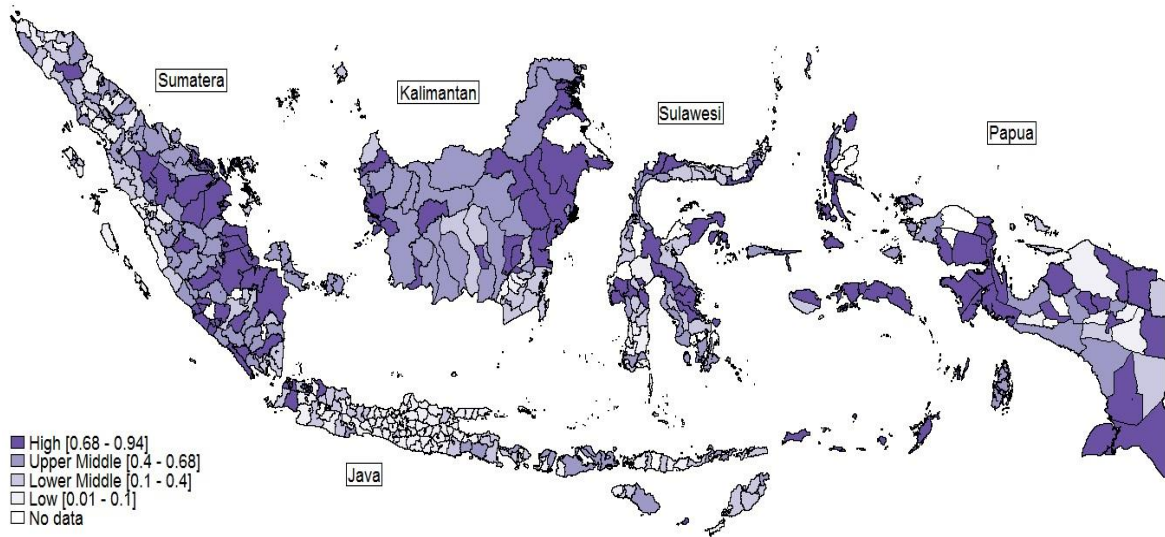 Sumatera
Kalimantan
Sulawesi
Papua
High [0.68 - 0.94]
Upper Middle [0.4 - 0.68]
Lower Middle [0.1 - 0.4]
Low [0.01 - 0.1]
No data
Java